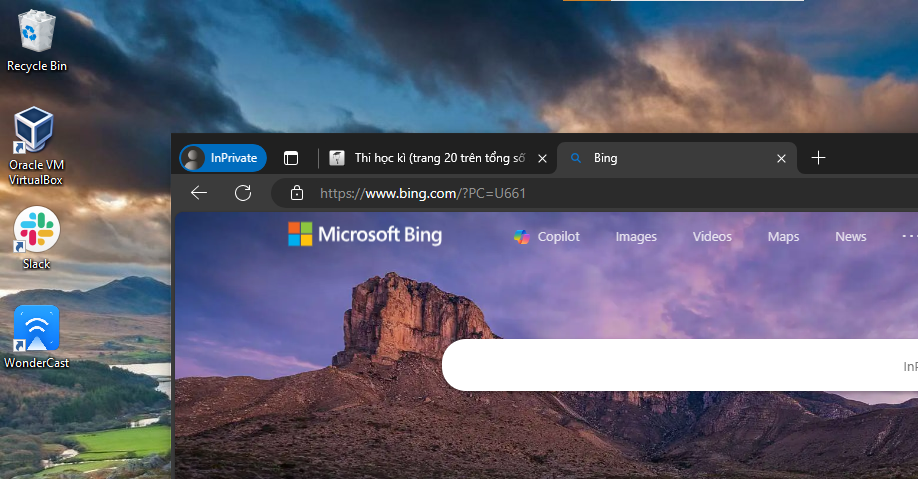 Recycle Bin
Oracle VM
VirtualBox
Slack
WonderCast
InPrivate
Thi học kì (trang 20 trên tổng số
Bing
https://www.bing.com/?PC=U661
Microsoft Bing
Copilot
Images
Videos
Maps
News
InP